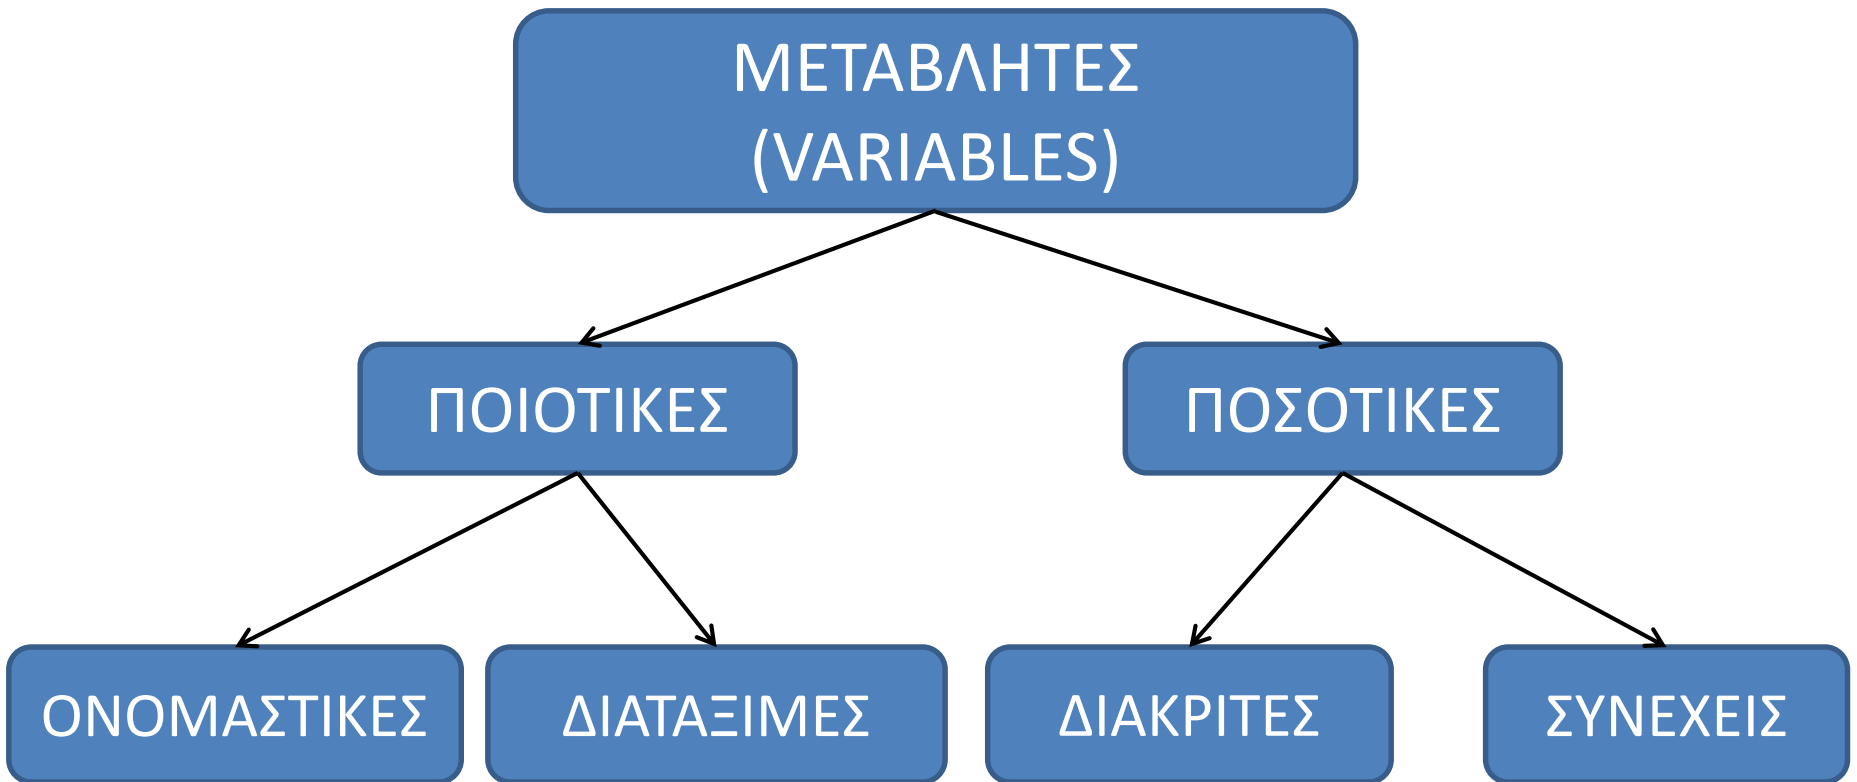 ΜΕΤΑΒΛΗΤΕΣ
(VARIABLES)
ΠΟΙΟΤΙΚΕΣ
ΠΟΣΟΤΙΚΕΣ
ΟΝΟΜΑΣΤΙΚΕΣ
ΔΙΑΤΑΞΙΜΕΣ
ΔΙΑΚΡΙΤΕΣ
ΣΥΝΕΧΕΙΣ